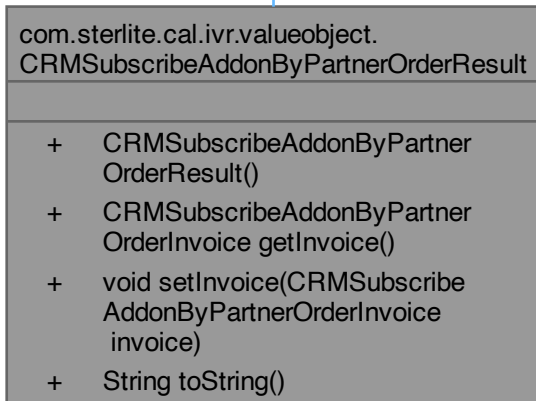 com.sterlite.cal.ivr.valueobject.
CRMSubscribeAddonByPartnerOrderResult
+ CRMSubscribeAddonByPartner
OrderResult()
+ CRMSubscribeAddonByPartner
OrderInvoice getInvoice()
+ void setInvoice(CRMSubscribe
AddonByPartnerOrderInvoice
invoice)
+ String toString()